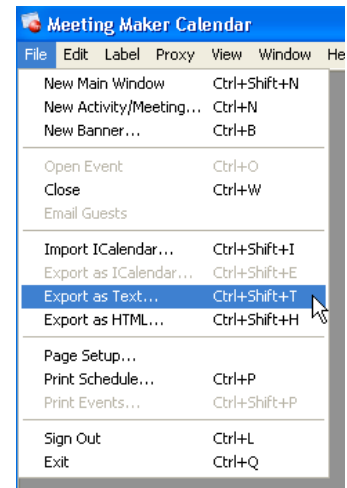 Meeting Maker Calendar
File Edit Label Proxy View Window He
New Main Window Ctrl+Shift+N
New Activity/Meeting... Ctrl+N
New Banner... Ctrl+B
Open Event Ctrl+O
Close Ctrl+W
Email Guests
Import ICalendar... Ctrl+Shift+I
Export as ICalendar... Ctrl+Shift+E
Export as Text... Ctrl+Shift+T
Export as HTML... Ctrl+Shift+H
Page Setup...
Print Schedule... Ctrl+P
Print Events... Ctrl+Shift+P
Sign Out Ctrl+L
Exit Ctrl+Q